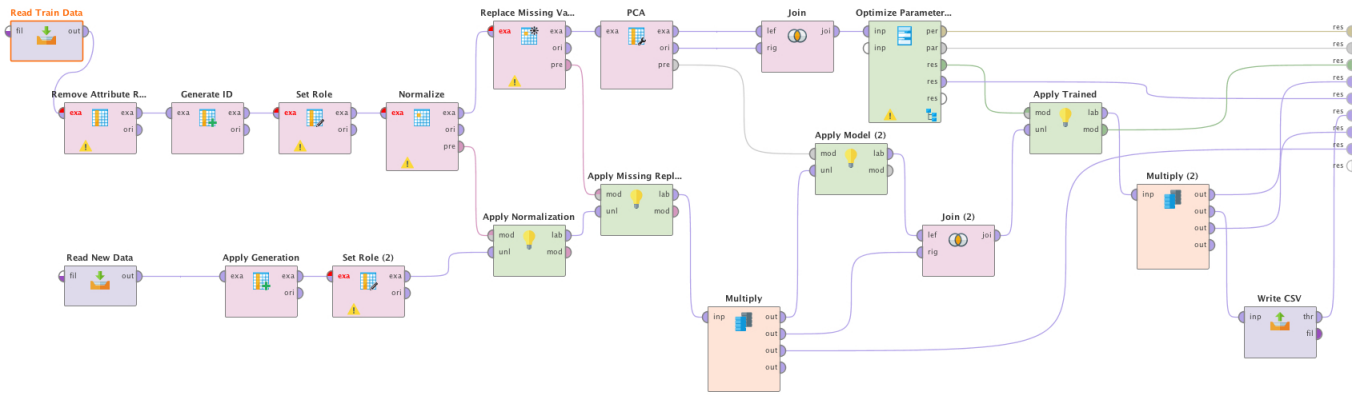 Read Train Data
fil out
Remove Attribute R...
exa exa
ori
Generate ID
exa exa
ori
Set Role
exa exa
ori
Normalize
exa exa
ori
pre
Replace Missing Va...
exa exa
ori
pre
PCA
exa exa
ori
pre
Join
lef joi
rig
Optimize Parameter...
inp per
inp par
res
res
res
Apply Trained
mod lab
unl mod
Apply Model (2)
mod lab
unl mod
Apply Missing Repl...
mod lab
unl mod
Apply Normalization
mod lab
unl mod
Join (2)
lef joi
rig
Multiply (2)
inp out
out
out
out
Read New Data
fil out
Apply Generation
exa exa
ori
Set Role (2)
exa exa
ori
Multiply
inp out
out
out
out
Write CSV
inp thr
fil
res
res
res
res
res
res
res
res
res